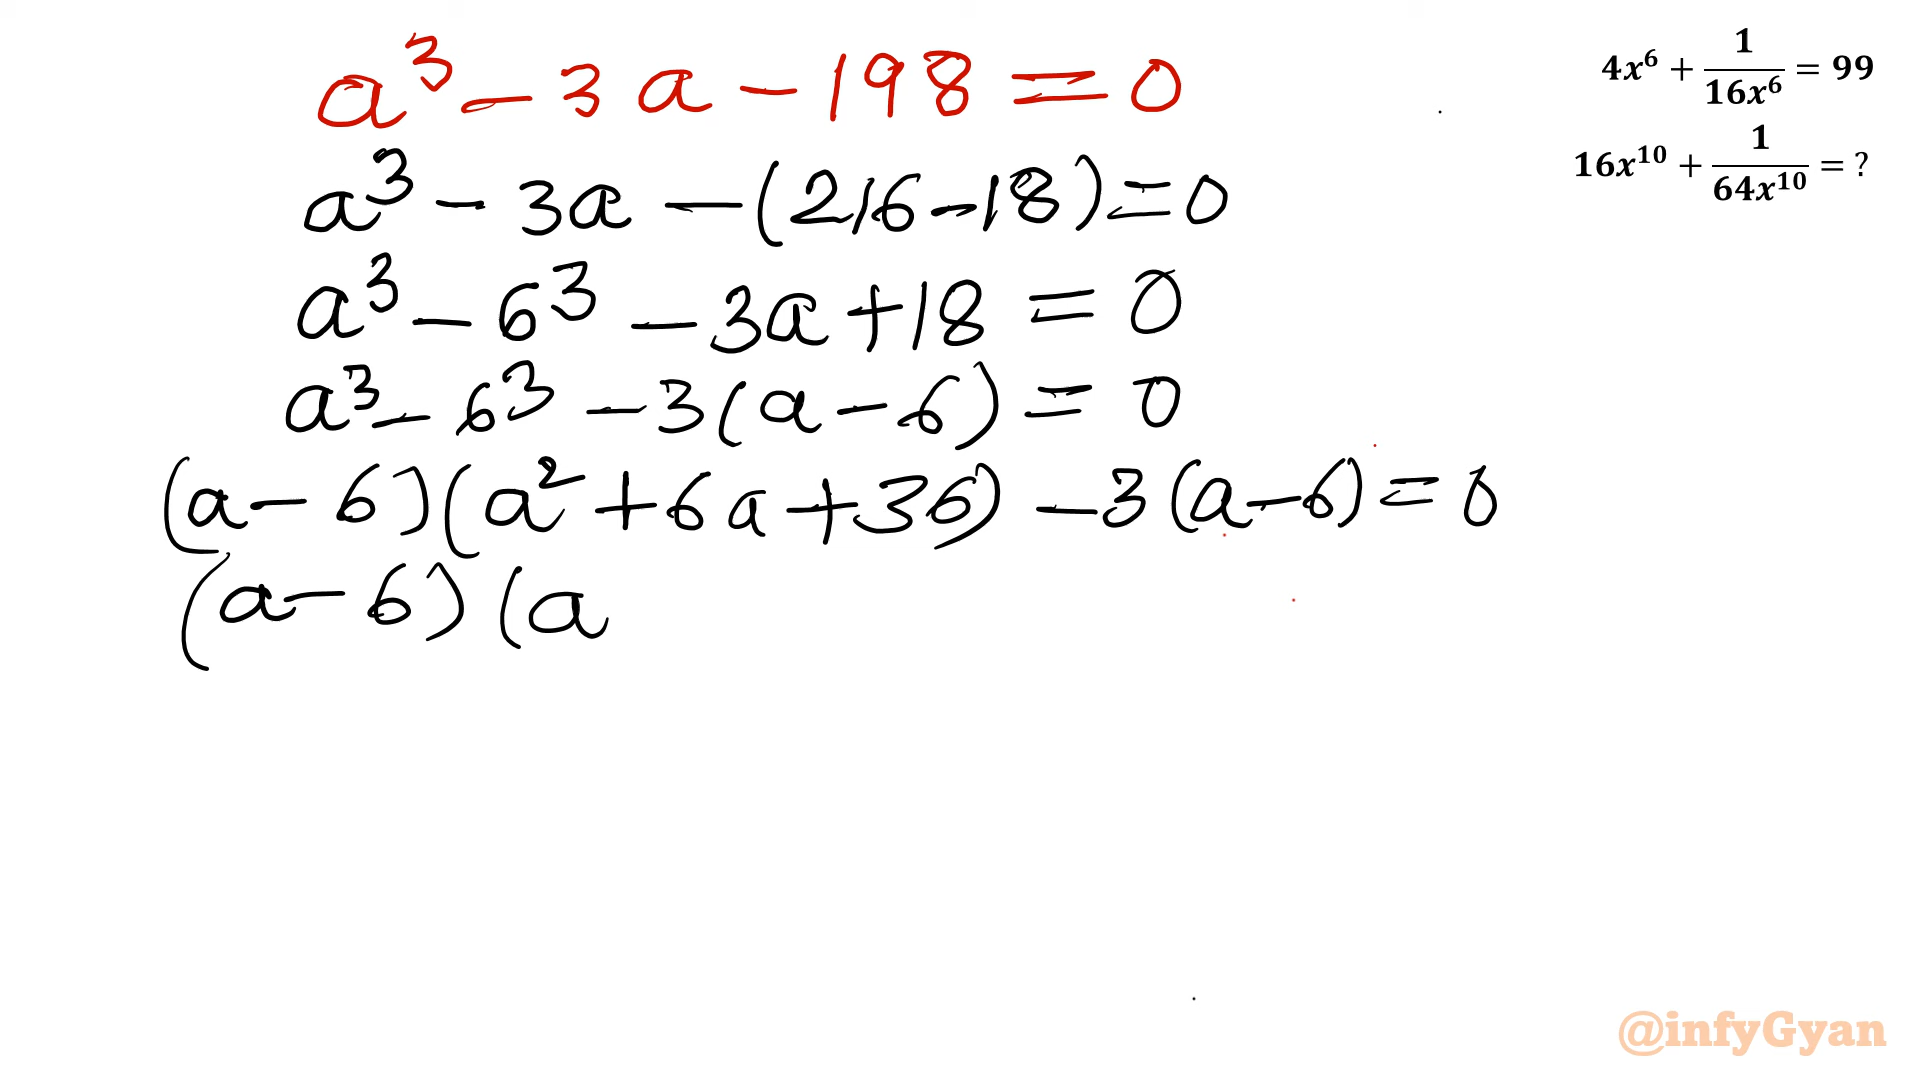 a³ - 3a - 198 = 0
a³ - 3a - (216 - 18) = 0
a³ - 6³ - 3a + 18 = 0
a³ - 6³ - 3(a - 6) = 0
(a - 6)(a² + 6a + 36) - 3(a - 6) = 0
(a - 6)(a
4x⁶ + 1/16x⁶ = 99
16x¹⁰ + 1/64x¹⁰ = ?
@infyGyan